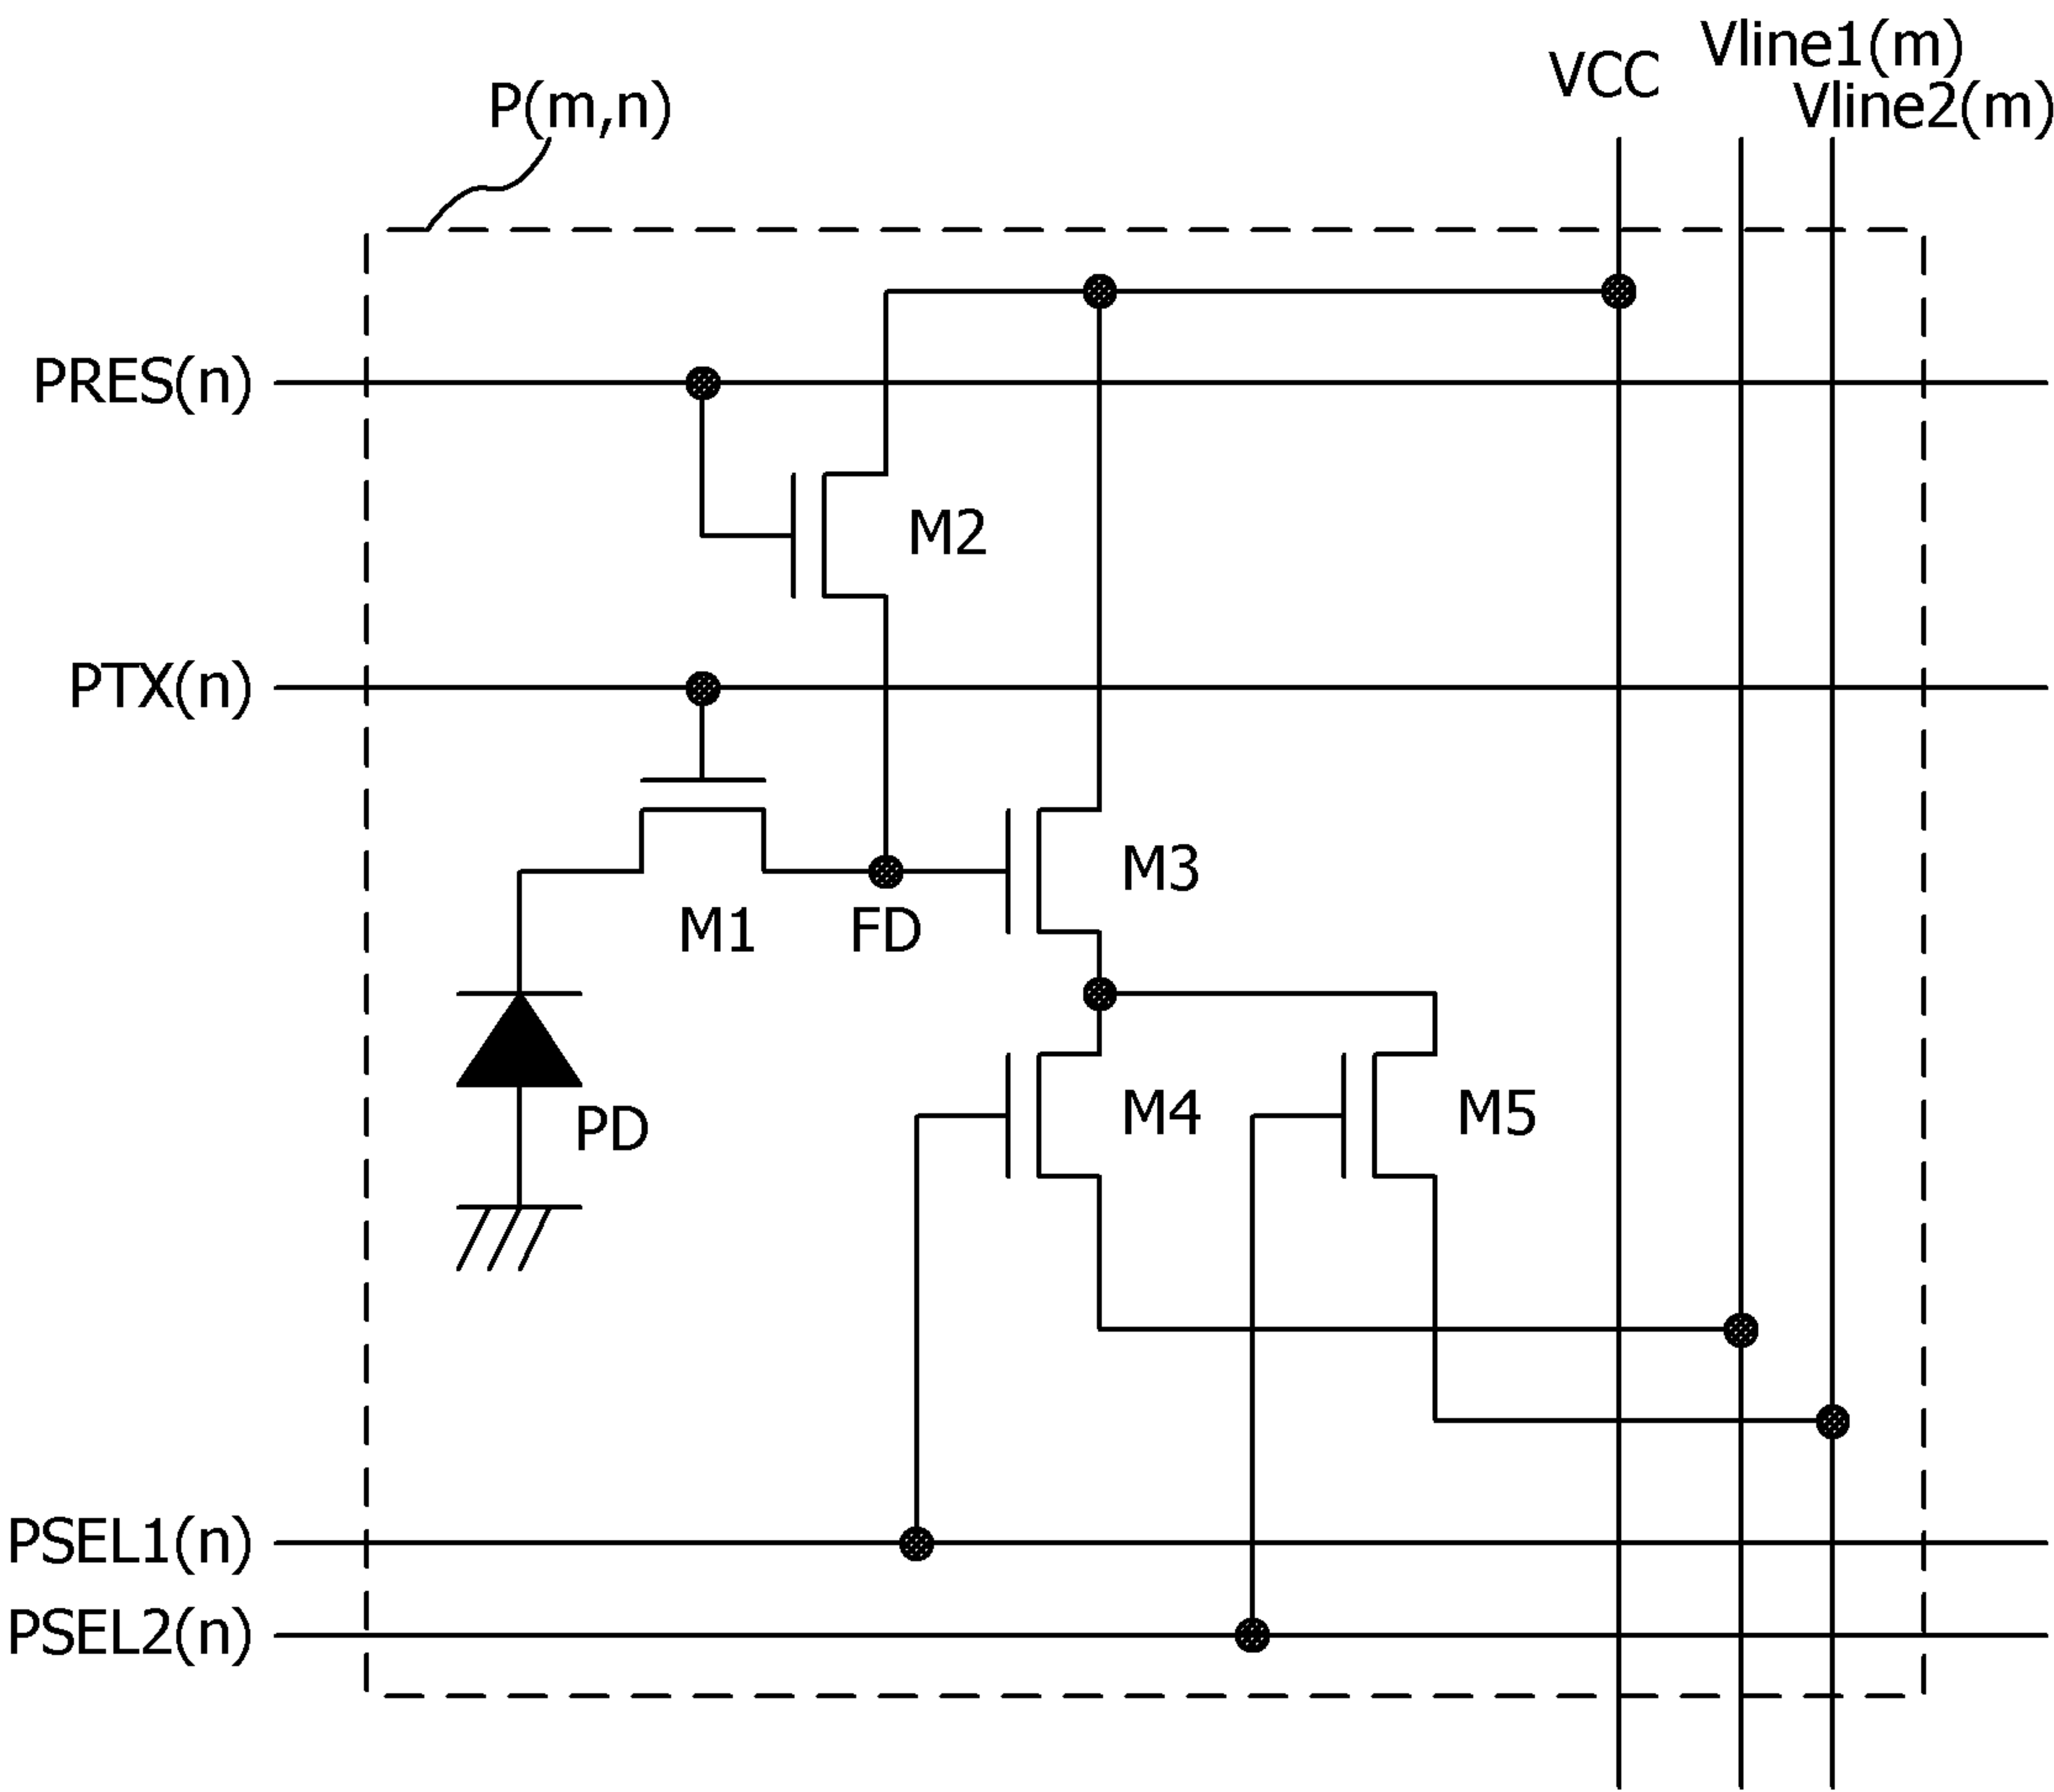 Vline1(m)
VCC
Vline2(m)
P(m,n)
PRES(n)
M2
PTX(n)
M3
M1
FD
M4
M5
PD
PSEL1(n)
PSEL2(n)